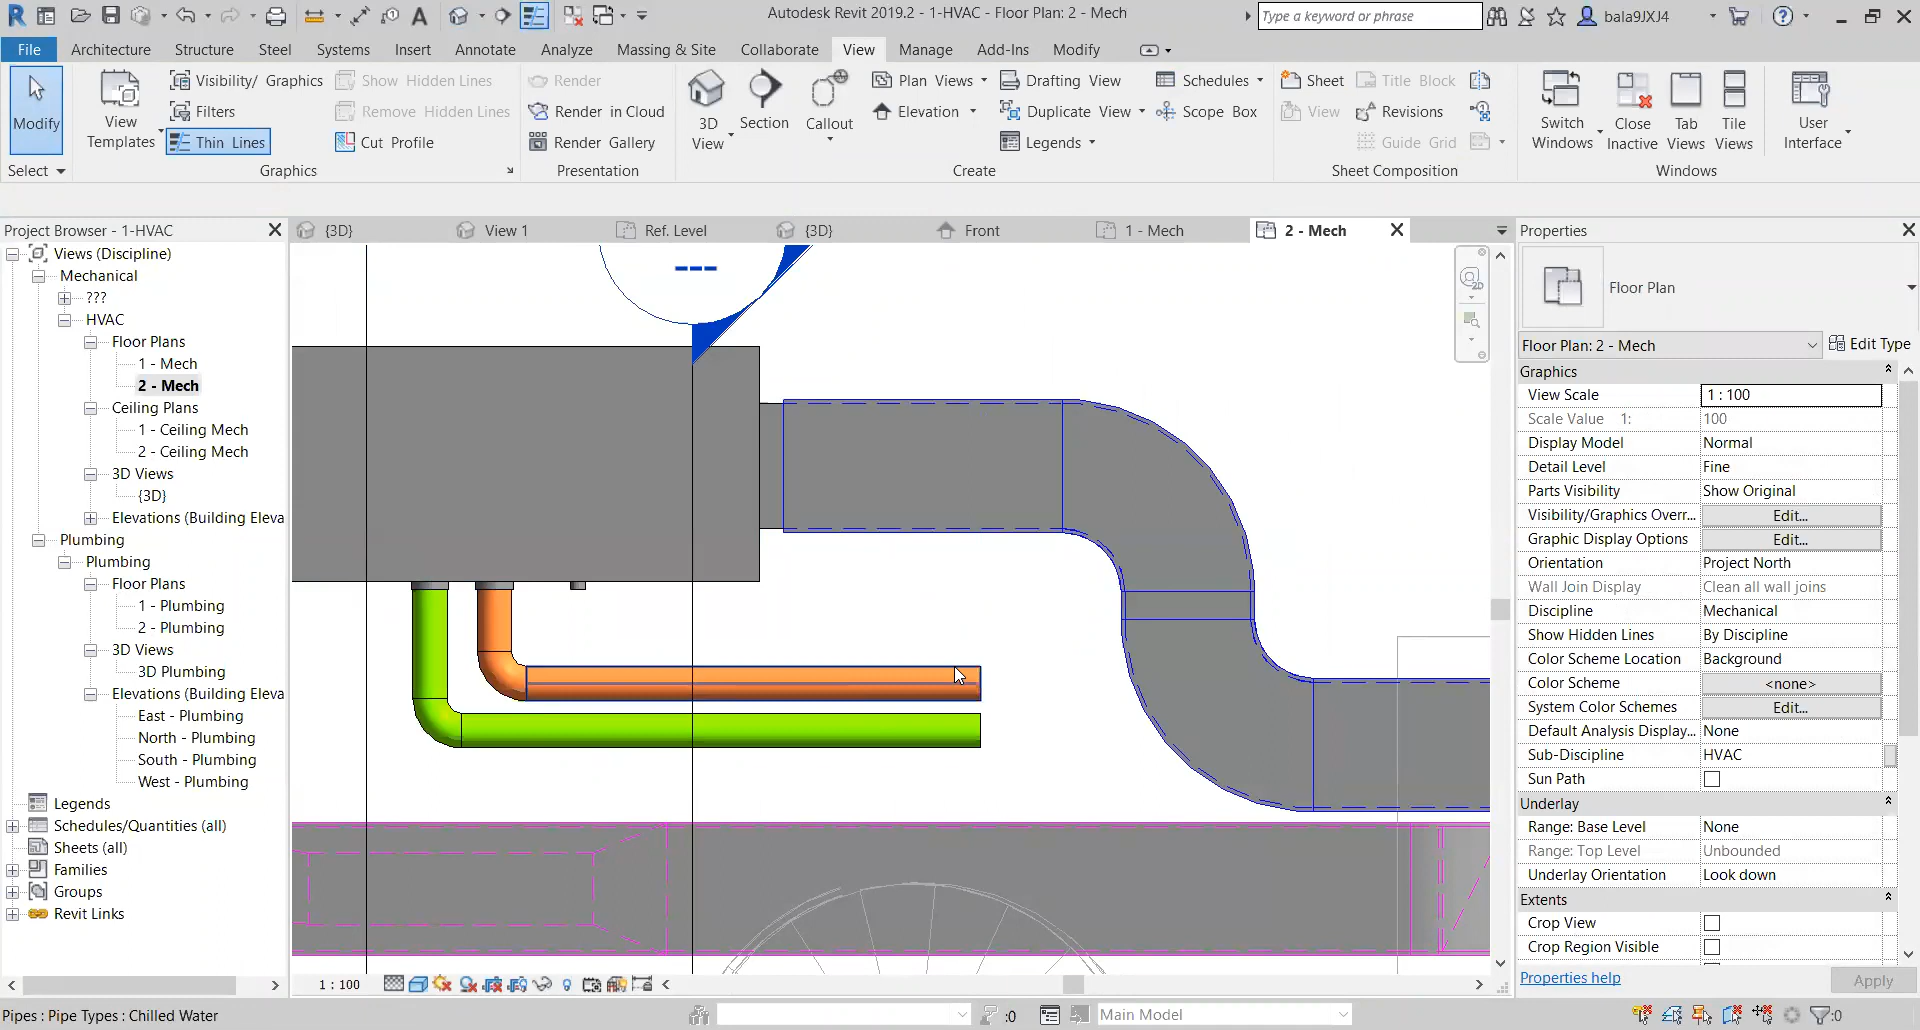 Autodesk Revit 2019.2 - 1-HVAC - Floor Plan: 2 - Mech
Type a keyword or phrase
bala9JXJ4
File Architecture Structure Steel Systems Insert Annotate Analyze Massing & Site Collaborate View Manage Add-Ins Modify
Modify
View Templates
Visibility/ Graphics
Filters
Thin Lines
Show Hidden Lines
Remove Hidden Lines
Cut Profile
Render
Render in Cloud
Render Gallery
3D View
Section
Callout
Plan Views
Elevation
Drafting View
Duplicate View
Legends
Schedules
Scope Box
Sheet
View
Title Block
Revisions
Guide Grid
Switch Windows
Close Inactive
Tab Views
Tile Views
User Interface
Select
Graphics
Presentation
Create
Sheet Composition
Windows
Project Browser - 1-HVAC
{3D}
View 1
Ref. Level
{3D}
Front
1 - Mech
2 - Mech
Views (Discipline)
Mechanical
???
HVAC
Floor Plans
1 - Mech
2 - Mech
Ceiling Plans
1 - Ceiling Mech
2 - Ceiling Mech
3D Views
{3D}
Elevations (Building Eleva
Plumbing
Plumbing
Floor Plans
1 - Plumbing
2 - Plumbing
3D Views
3D Plumbing
Elevations (Building Eleva
East - Plumbing
North - Plumbing
South - Plumbing
West - Plumbing
Legends
Schedules/Quantities (all)
Sheets (all)
Families
Groups
Revit Links
---
2D
Properties
Floor Plan
Floor Plan: 2 - Mech
Edit Type
Graphics
View Scale 1 : 100
Scale Value 1: 100
Display Model Normal
Detail Level Fine
Parts Visibility Show Original
Visibility/Graphics Overr... Edit...
Graphic Display Options Edit...
Orientation Project North
Wall Join Display Clean all wall joins
Discipline Mechanical
Show Hidden Lines By Discipline
Color Scheme Location Background
Color Scheme <none>
System Color Schemes Edit...
Default Analysis Display... None
Sub-Discipline HVAC
Sun Path
Underlay
Range: Base Level None
Range: Top Level Unbounded
Underlay Orientation Look down
Extents
Crop View
Crop Region Visible
Properties help
Apply
1 : 100
Pipes : Pipe Types : Chilled Water
:0
Main Model
:0